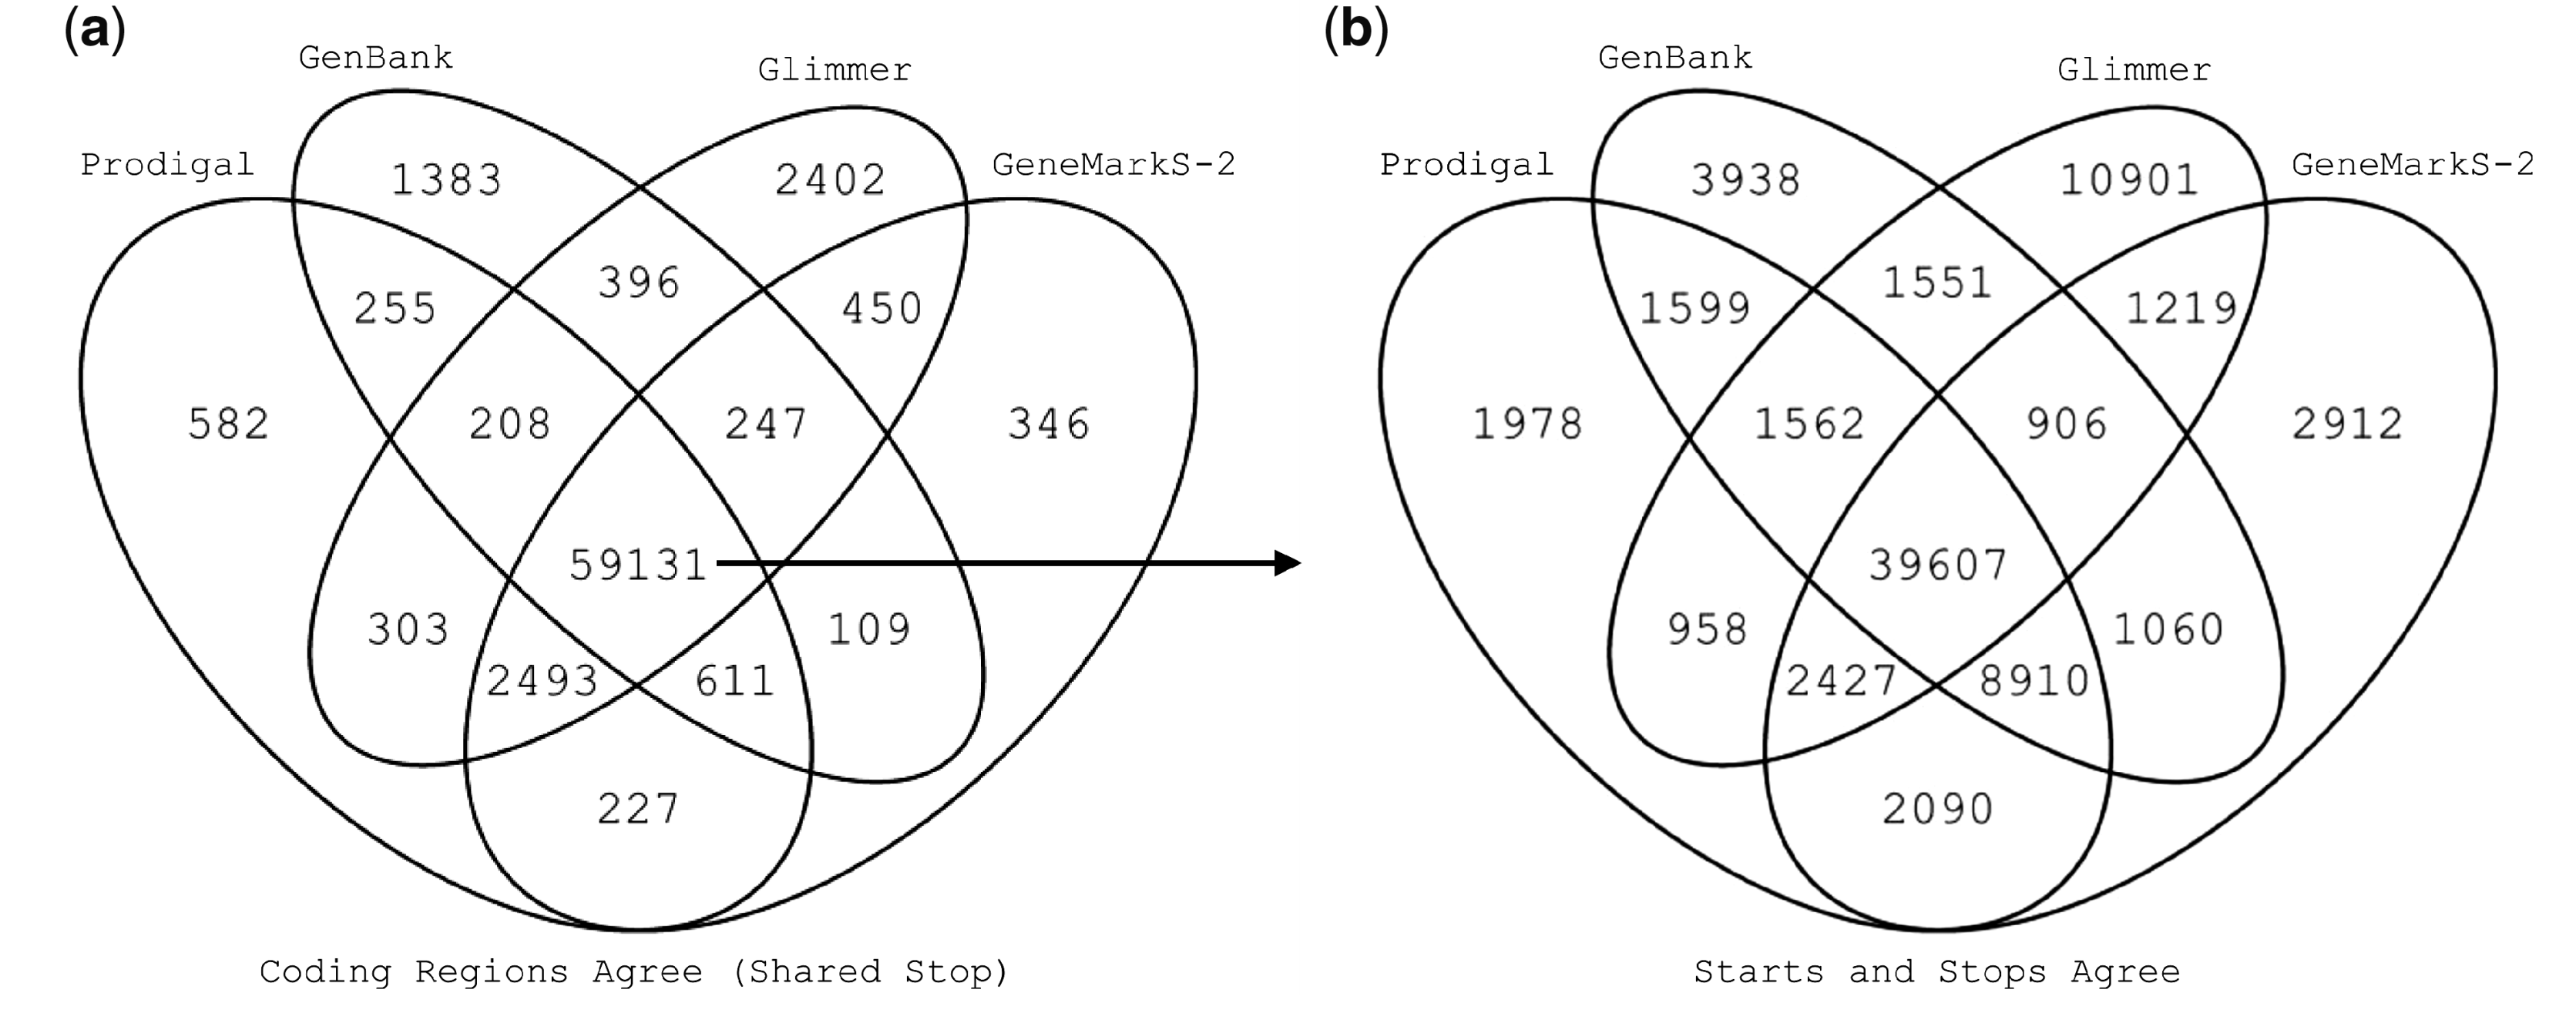 (a)
GenBank
Glimmer
Prodigal
GeneMarkS-2
1383
2402
396
255
450
582
208
247
346
59131
303
109
2493
611
227
Coding Regions Agree (Shared Stop)
(b)
GenBank
Glimmer
Prodigal
GeneMarkS-2
3938
10901
1551
1599
1219
1978
1562
906
2912
39607
958
1060
2427
8910
2090
Starts and Stops Agree